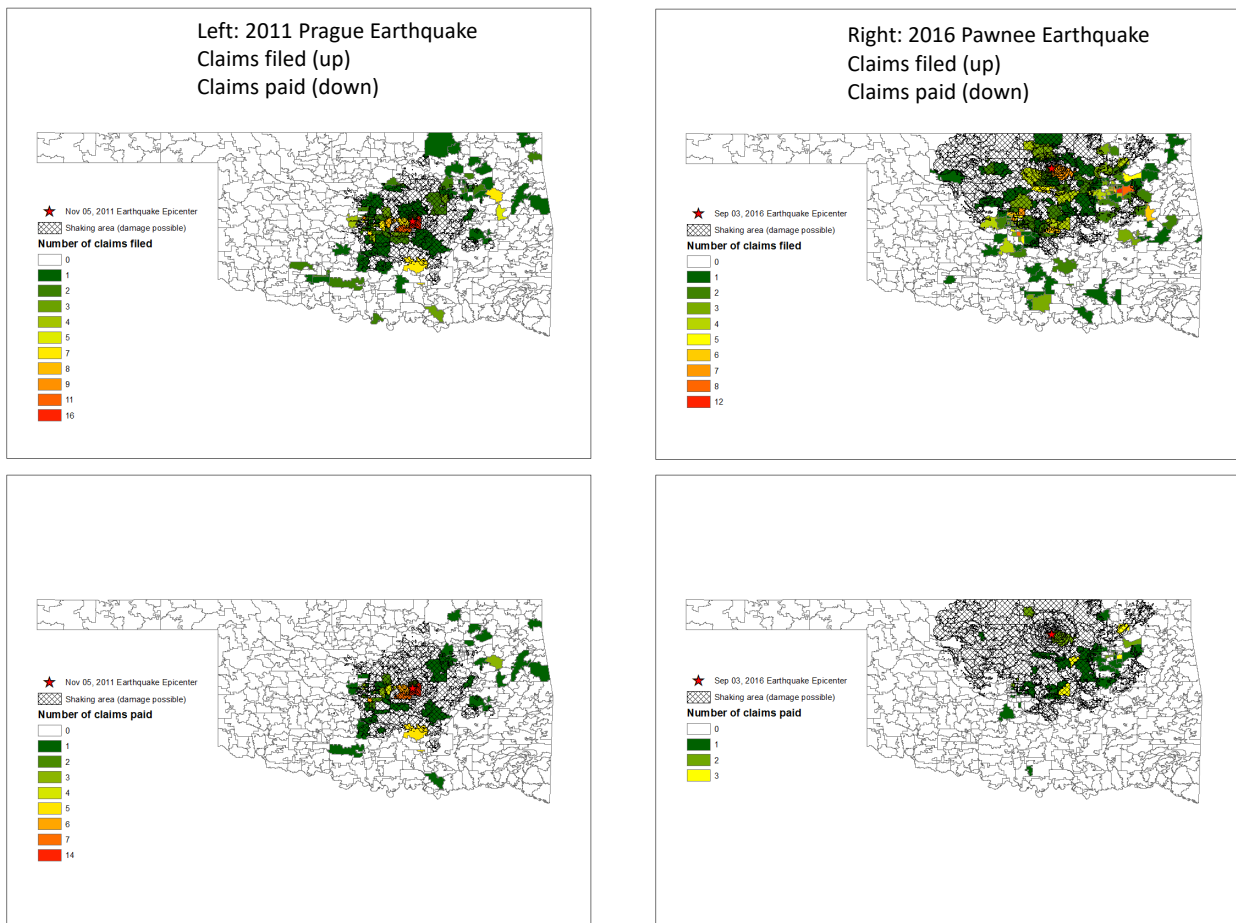 Left: 2011 Prague Earthquake
Claims filed (up)
Claims paid (down)
Nov 05, 2011 Earthquake Epicenter
Shaking area (damage possible)
Number of claims filed
0
1
2
3
4
5
7
8
9
11
16
Right: 2016 Pawnee Earthquake
Claims filed (up)
Claims paid (down)
Sep 03, 2016 Earthquake Epicenter
Shaking area (damage possible)
Number of claims filed
0
1
2
3
4
5
6
7
8
12
Nov 05, 2011 Earthquake Epicenter
Shaking area (damage possible)
Number of claims paid
0
1
2
3
4
5
6
7
14
Sep 03, 2016 Earthquake Epicenter
Shaking area (damage possible)
Number of claims paid
0
1
2
3